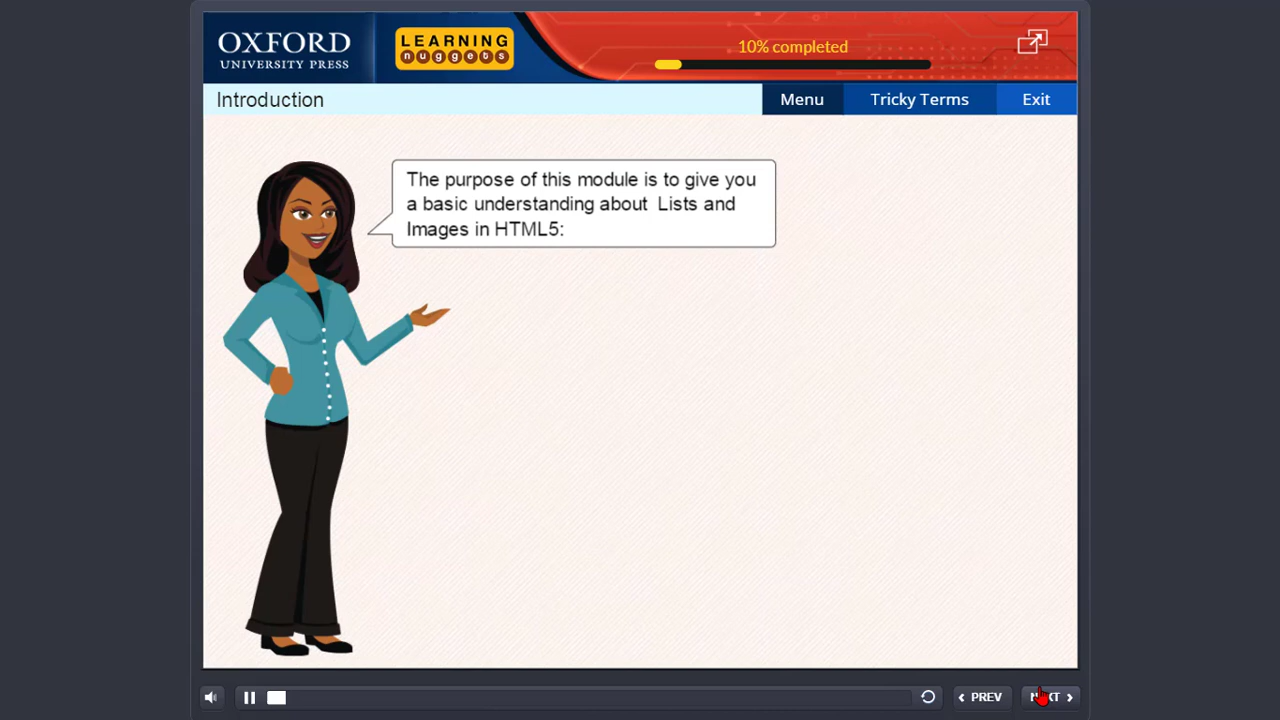 OXFORD
UNIVERSITY PRESS
LEARNING
nuggets
10% completed
Introduction
Menu
Tricky Terms
Exit
The purpose of this module is to give you
a basic understanding about Lists and
Images in HTML5:
PREV
NEXT